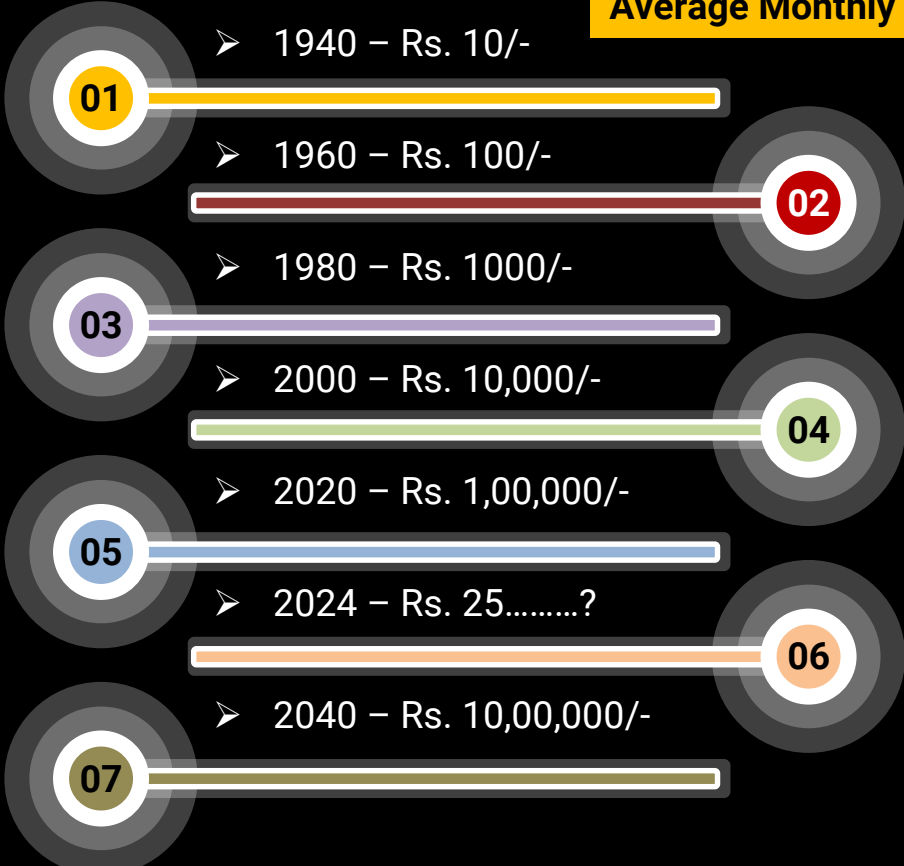 Average Monthly
➢ 1940 – Rs. 10/-
01
➢ 1960 – Rs. 100/-
02
➢ 1980 – Rs. 1000/-
03
➢ 2000 – Rs. 10,000/-
04
➢ 2020 – Rs. 1,00,000/-
05
➢ 2024 – Rs. 25.........?
06
➢ 2040 – Rs. 10,00,000/-
07